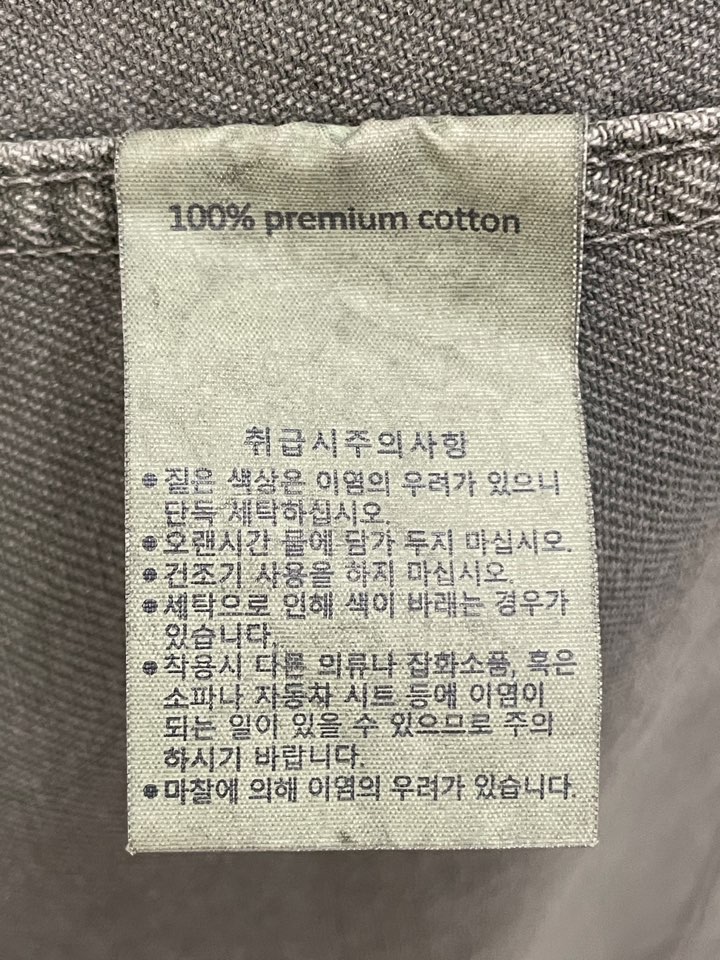 100% premium cotton
취급시주의사항
● 짙은 색상은 이염의 우려가 있으니
단독 세탁하십시오.
● 오랜시간 물에 담가 두지 마십시오.
● 건조기 사용을 하지 마십시오.
● 세탁으로 인해 색이 바래는 경우가
있습니다.
● 착용시 다른 의류나 잡화소품, 혹은
소파나 자동차 시트 등에 이염이
되는 일이 있을 수 있으므로 주의
하시기 바랍니다.
● 마찰에 의해 이염의 우려가 있습니다.